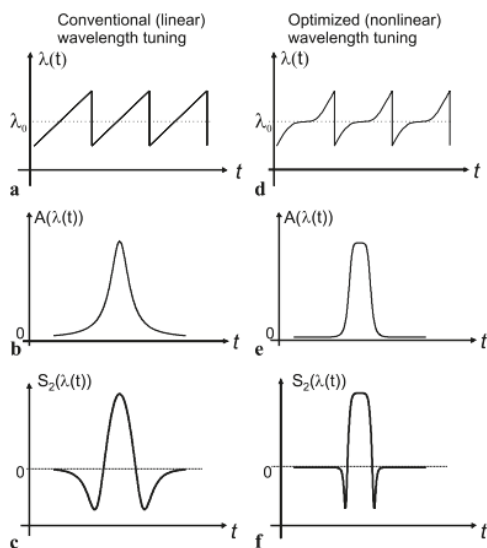 Conventional (linear)
wavelength tuning
λ(t)
λ₀
t
a
A(λ(t))
0
t
b
S₂(λ(t))
0
t
c
Optimized (nonlinear)
wavelength tuning
λ(t)
λ₀
t
d
A(λ(t))
0
t
e
S₂(λ(t))
0
t
f